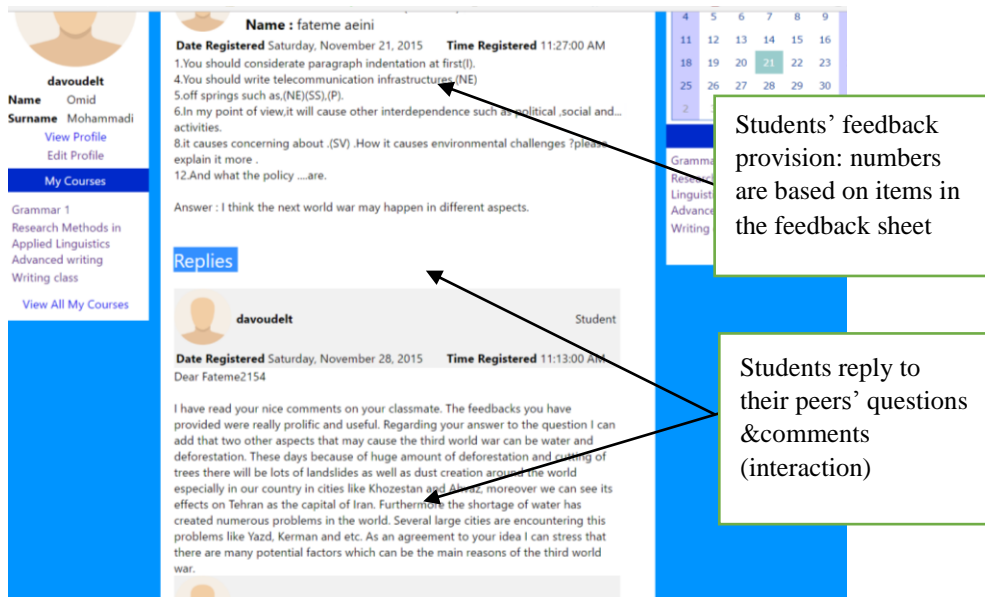 davoudelt
Name Omid
Surname Mohammadi
View Profile
Edit Profile
My Courses
Grammar 1
Research Methods in
Applied Linguistics
Advanced writing
Writing class
View All My Courses
Name : fateme aeini
Date Registered Saturday, November 21, 2015 Time Registered 11:27:00 AM
1.You should considerate paragraph indentation at first(I).
4.You should write telecommunication infrastructures,(NE)
5.off springs such as,(NE)(SS),(P).
6.In my point of view,it will cause other interdependence such as political ,social and...
activities.
8.it causes concerning about .(SV) .How it causes environmental challenges ?please
explain it more .
12.And what the policy ....are.
Answer : I think the next world war may happen in different aspects.
Replies
davoudelt Student
Date Registered Saturday, November 28, 2015 Time Registered 11:13:00 AM
Dear Fateme2154
I have read your nice comments on your classmate. The feedbacks you have
provided were really prolific and useful. Regarding your answer to the question I can
add that two other aspects that may cause the third world war can be water and
deforestation. These days because of huge amount of deforestation and cutting of
trees there will be lots of landslides as well as dust creation around the world
especially in our country in cities like Khozestan and Ahvaz, moreover we can see its
effects on Tehran as the capital of Iran. Furthermore the shortage of water has
created numerous problems in the world. Several large cities are encountering this
problems like Yazd, Kerman and etc. As an agreement to your idea I can stress that
there are many potential factors which can be the main reasons of the third world
war.
4 5 6 7 8 9
11 12 13 14 15 16
18 19 20 21 22 23
25 26 27 28 29 30
2
Writing
Students' feedback
provision: numbers
are based on items in
the feedback sheet
Students reply to
their peers' questions
&comments
(interaction)